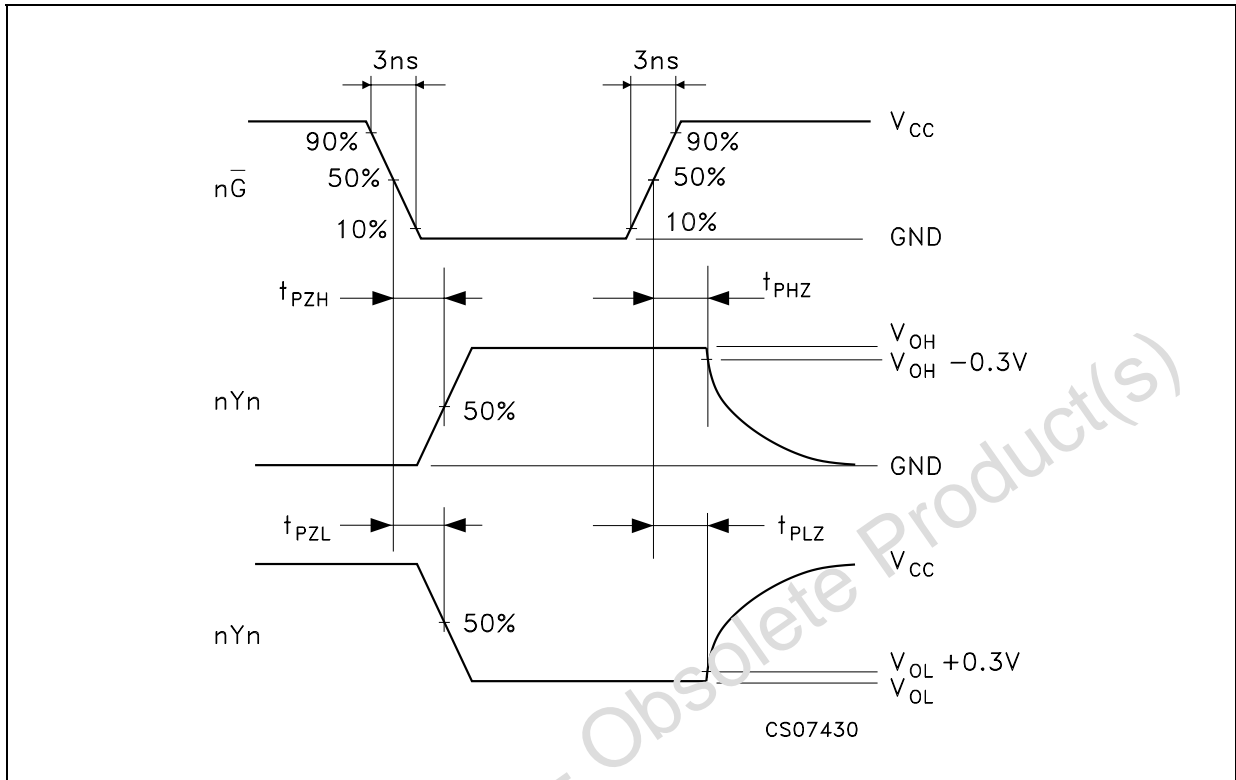 3ns 3ns
V_CC
90% 90%
50% 50%
nG̅
10% 10%
GND
t_PZH t_PHZ
V_OH
V_OH −0.3V
nYn
50%
GND
t_PZL t_PLZ
V_CC
50%
nYn
V_OL +0.3V
V_OL
CS07430
Obsolete Product(s)